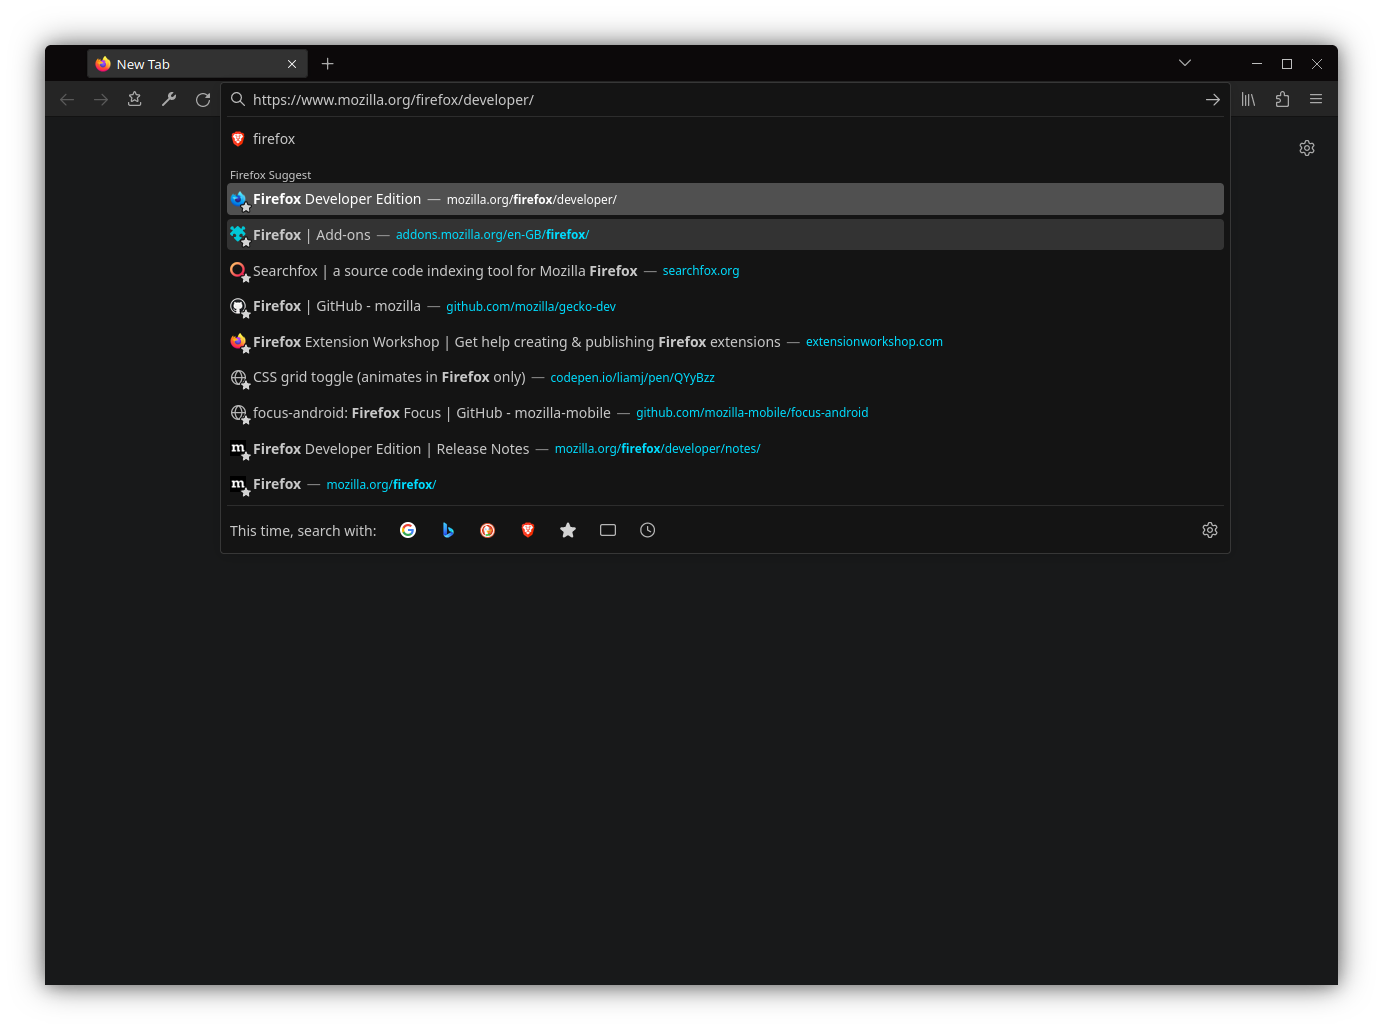 New Tab
https://www.mozilla.org/firefox/developer/
firefox
Firefox Suggest
Firefox Developer Edition — mozilla.org/firefox/developer/
Firefox | Add-ons — addons.mozilla.org/en-GB/firefox/
Searchfox | a source code indexing tool for Mozilla Firefox — searchfox.org
Firefox | GitHub - mozilla — github.com/mozilla/gecko-dev
Firefox Extension Workshop | Get help creating & publishing Firefox extensions — extensionworkshop.com
CSS grid toggle (animates in Firefox only) — codepen.io/liamj/pen/QYyBzz
focus-android: Firefox Focus | GitHub - mozilla-mobile — github.com/mozilla-mobile/focus-android
m Firefox Developer Edition | Release Notes — mozilla.org/firefox/developer/notes/
m Firefox — mozilla.org/firefox/
This time, search with: